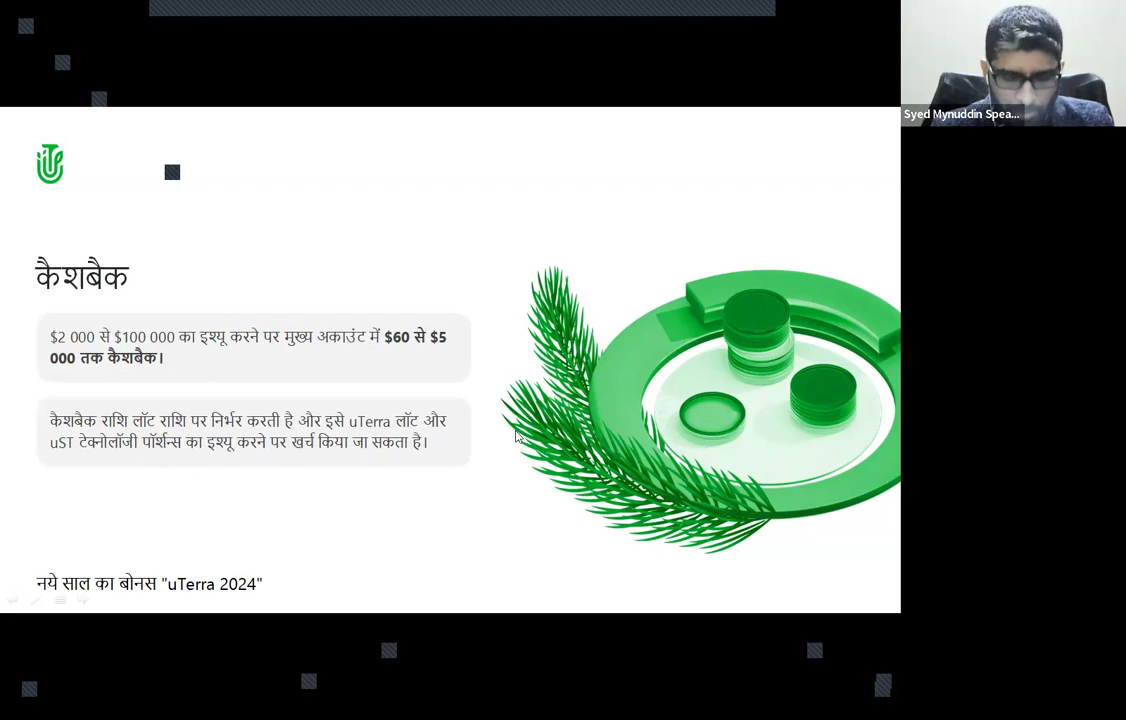 Syed Mynuddin Spea...
कैशबैक
$2 000 से $100 000 का इश्यू करने पर मुख्य अकाउंट में $60 से $5
000 तक कैशबैक।
कैशबैक राशि लॉट राशि पर निर्भर करती है और इसे uTerra लॉट और
uST टेक्नोलॉजी पॉर्शन्स का इश्यू करने पर खर्च किया जा सकता है।
नये साल का बोनस "uTerra 2024"